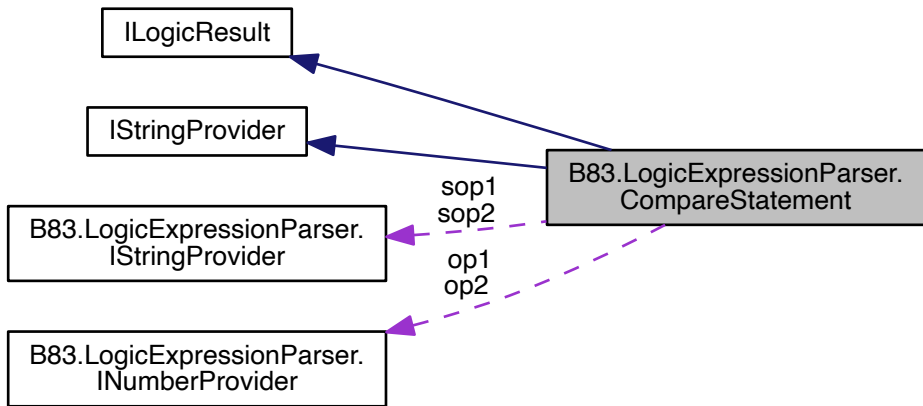 ILogicResult
IStringProvider
B83.LogicExpressionParser.
CompareStatement
sop1
sop2
B83.LogicExpressionParser.
IStringProvider
op1
op2
B83.LogicExpressionParser.
INumberProvider